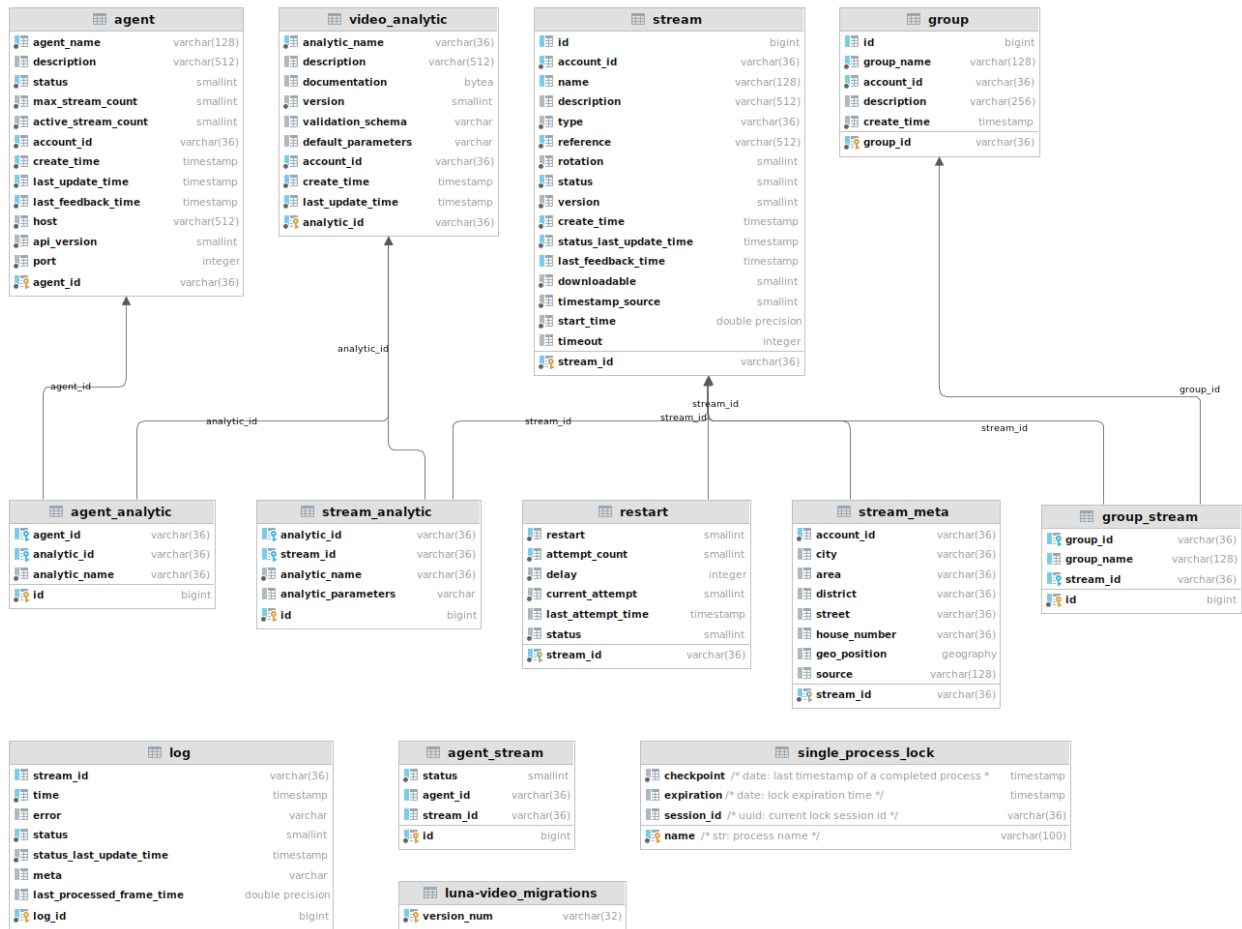 agent
agent_name varchar(128)
description varchar(512)
status smallint
max_stream_count smallint
active_stream_count smallint
account_id varchar(36)
create_time timestamp
last_update_time timestamp
last_feedback_time timestamp
host varchar(512)
api_version smallint
port integer
agent_id varchar(36)
video_analytic
analytic_name varchar(36)
description varchar(512)
documentation bytea
version smallint
validation_schema varchar
default_parameters varchar
account_id varchar(36)
create_time timestamp
last_update_time timestamp
analytic_id varchar(36)
stream
id bigint
account_id varchar(36)
name varchar(128)
description varchar(512)
type varchar(36)
reference varchar(512)
rotation smallint
status smallint
version smallint
create_time timestamp
status_last_update_time timestamp
last_feedback_time timestamp
downloadable smallint
timestamp_source smallint
start_time double precision
timeout integer
stream_id varchar(36)
group
id bigint
group_name varchar(128)
account_id varchar(36)
description varchar(256)
create_time timestamp
group_id varchar(36)
analytic_id
agent_id
group_id
stream_id
analytic_id
stream_id
stream_id
stream_id
agent_analytic
agent_id varchar(36)
analytic_id varchar(36)
analytic_name varchar(36)
id bigint
stream_analytic
analytic_id varchar(36)
stream_id varchar(36)
analytic_name varchar(36)
analytic_parameters varchar
id bigint
restart
restart smallint
attempt_count smallint
delay integer
current_attempt smallint
last_attempt_time timestamp
status smallint
stream_id varchar(36)
stream_meta
account_id varchar(36)
city varchar(36)
area varchar(36)
district varchar(36)
street varchar(36)
house_number varchar(36)
geo_position geography
source varchar(128)
stream_id varchar(36)
group_stream
group_id varchar(36)
group_name varchar(128)
stream_id varchar(36)
id bigint
log
stream_id varchar(36)
time timestamp
error varchar
status smallint
status_last_update_time timestamp
meta varchar
last_processed_frame_time double precision
log_id bigint
agent_stream
status smallint
agent_id varchar(36)
stream_id varchar(36)
id bigint
single_process_lock
checkpoint /* date: last timestamp of a completed process * timestamp
expiration /* date: lock expiration time */ timestamp
session_id /* uuid: current lock session id */ varchar(36)
name /* str: process name */ varchar(100)
luna-video_migrations
version_num varchar(32)